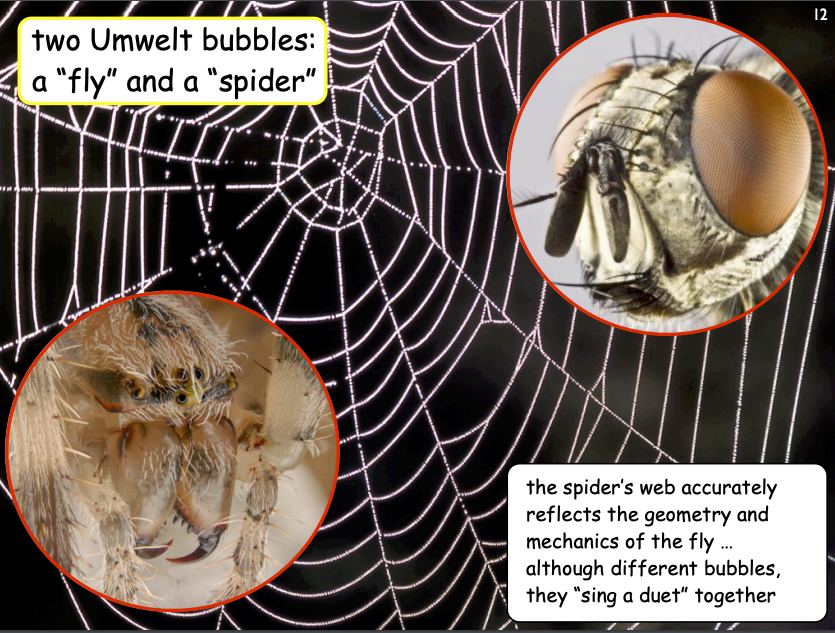 12
two Umwelt bubbles:
a “fly” and a “spider”
the spider’s web accurately
reflects the geometry and
mechanics of the fly ...
although different bubbles,
they “sing a duet” together